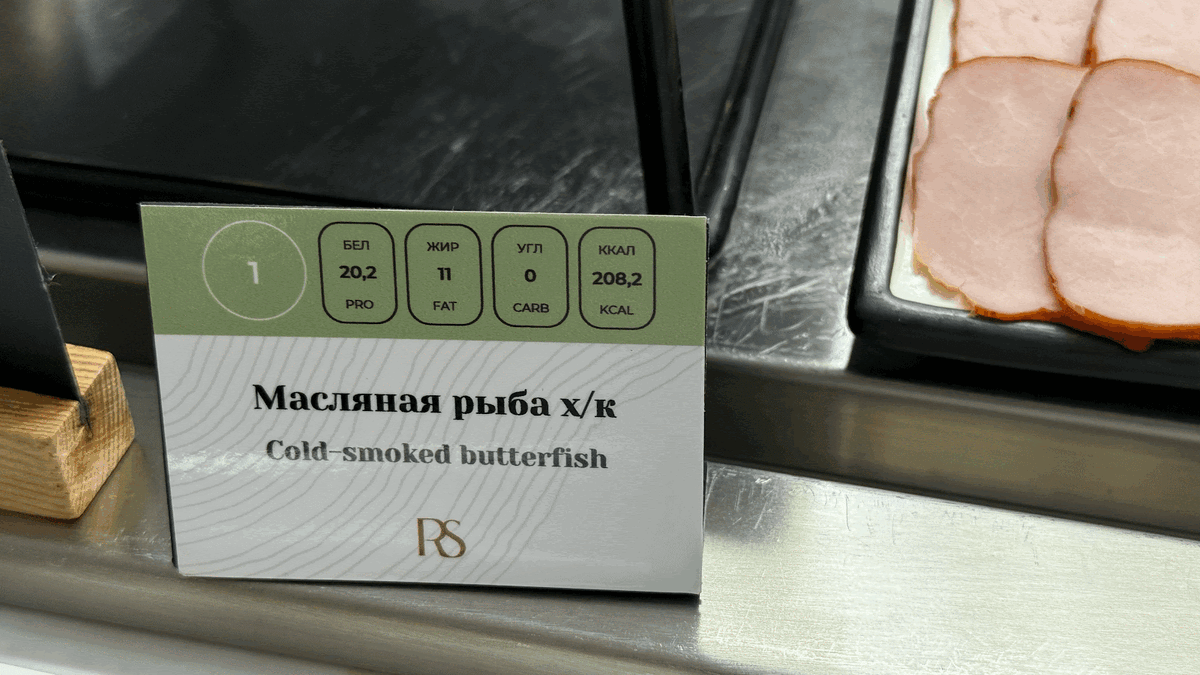 1
БЕЛ
20,2
PRO
ЖИР
11
FAT
УГЛ
0
CARB
ККАЛ
208,2
KCAL
Масляная рыба х/к
Cold-smoked butterfish
RS